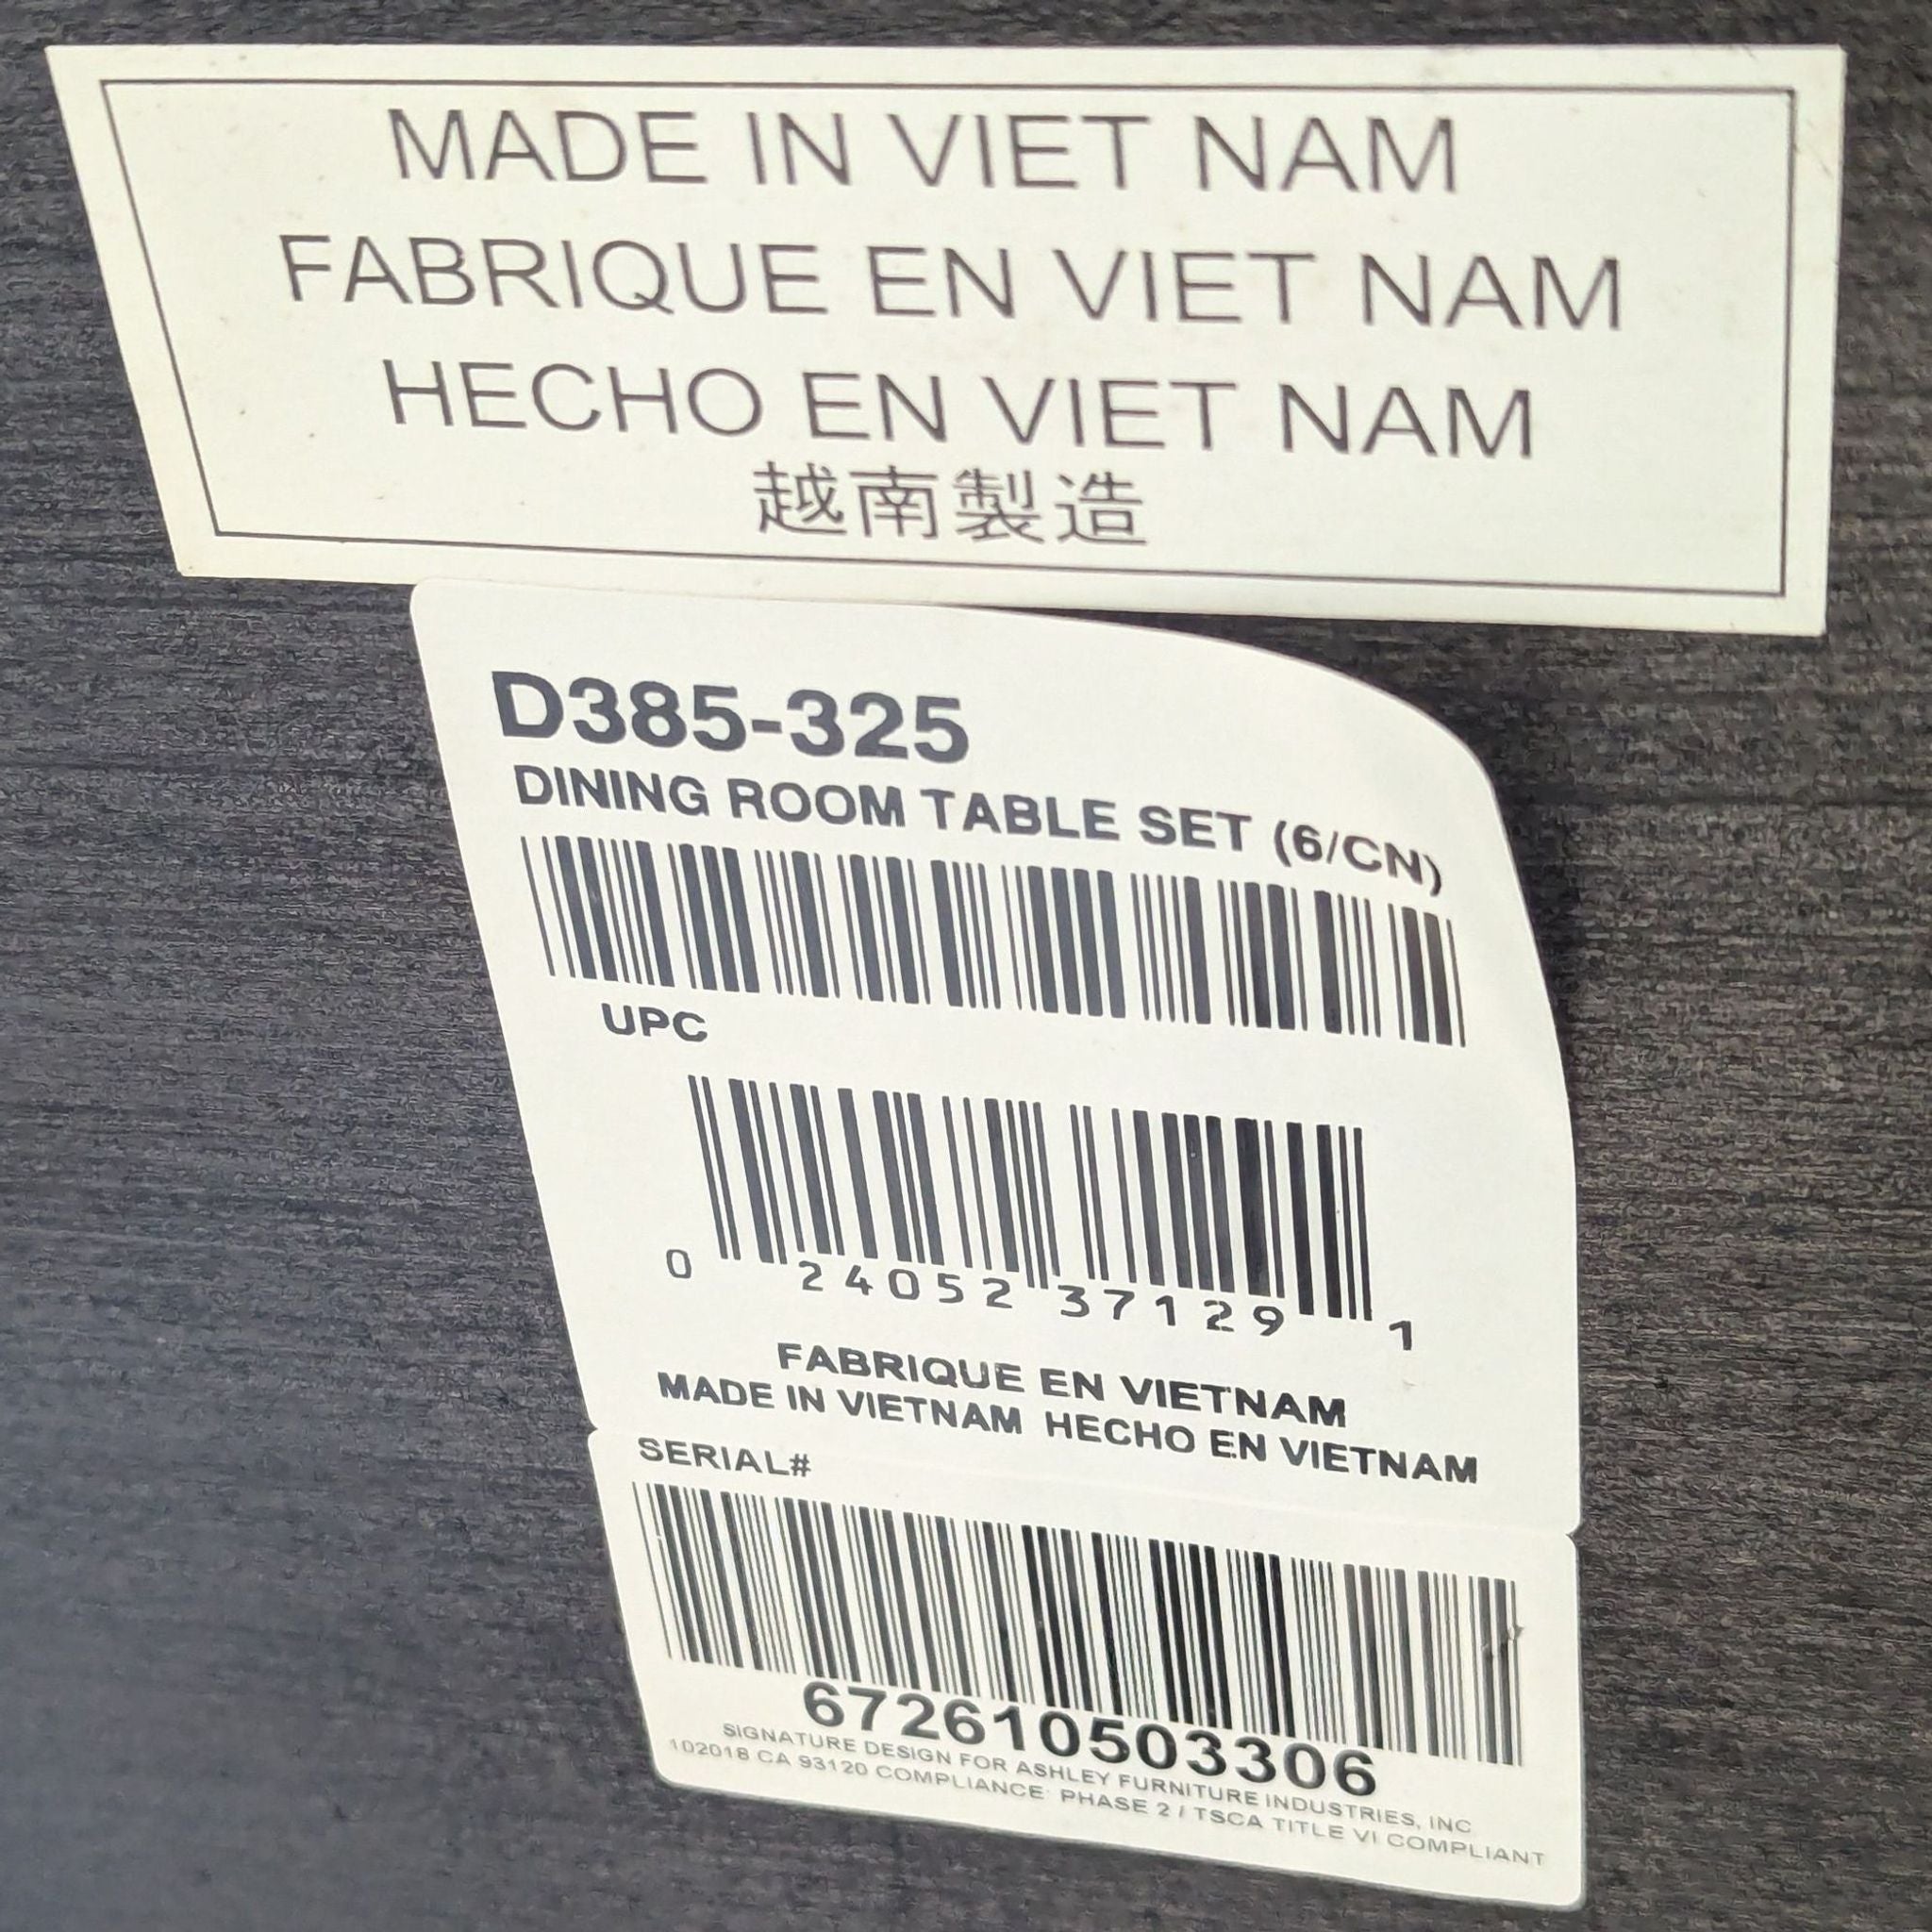 MADE IN VIET NAM
FABRIQUE EN VIET NAM
HECHO EN VIET NAM
越南製造
D385-325
DINING ROOM TABLE SET (6/CN)
UPC
0 24052 37129 1
FABRIQUE EN VIETNAM
MADE IN VIETNAM HECHO EN VIETNAM
SERIAL#
672610503306
SIGNATURE DESIGN FOR ASHLEY FURNITURE INDUSTRIES, INC
102018 CA 93120 COMPLIANCE: PHASE 2 / TSCA TITLE VI COMPLIANT